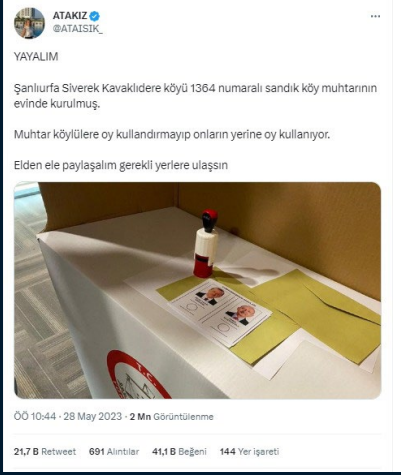 ATAKIZ
@ATAISIK_
YAYALIM
Şanlıurfa Siverek Kavaklıdere köyü 1364 numaralı sandık köy muhtarının
evinde kurulmuş.
Muhtar köylülere oy kullandırmayıp onların yerine oy kullanıyor.
Elden ele paylaşalım gerekli yerlere ulaşsın
T.C.
ÖÖ 10:44 · 28 May 2023 · 2 Mn Görüntülenme
21,7 B Retweet 691 Alıntılar 41,1 B Beğeni 144 Yer işareti